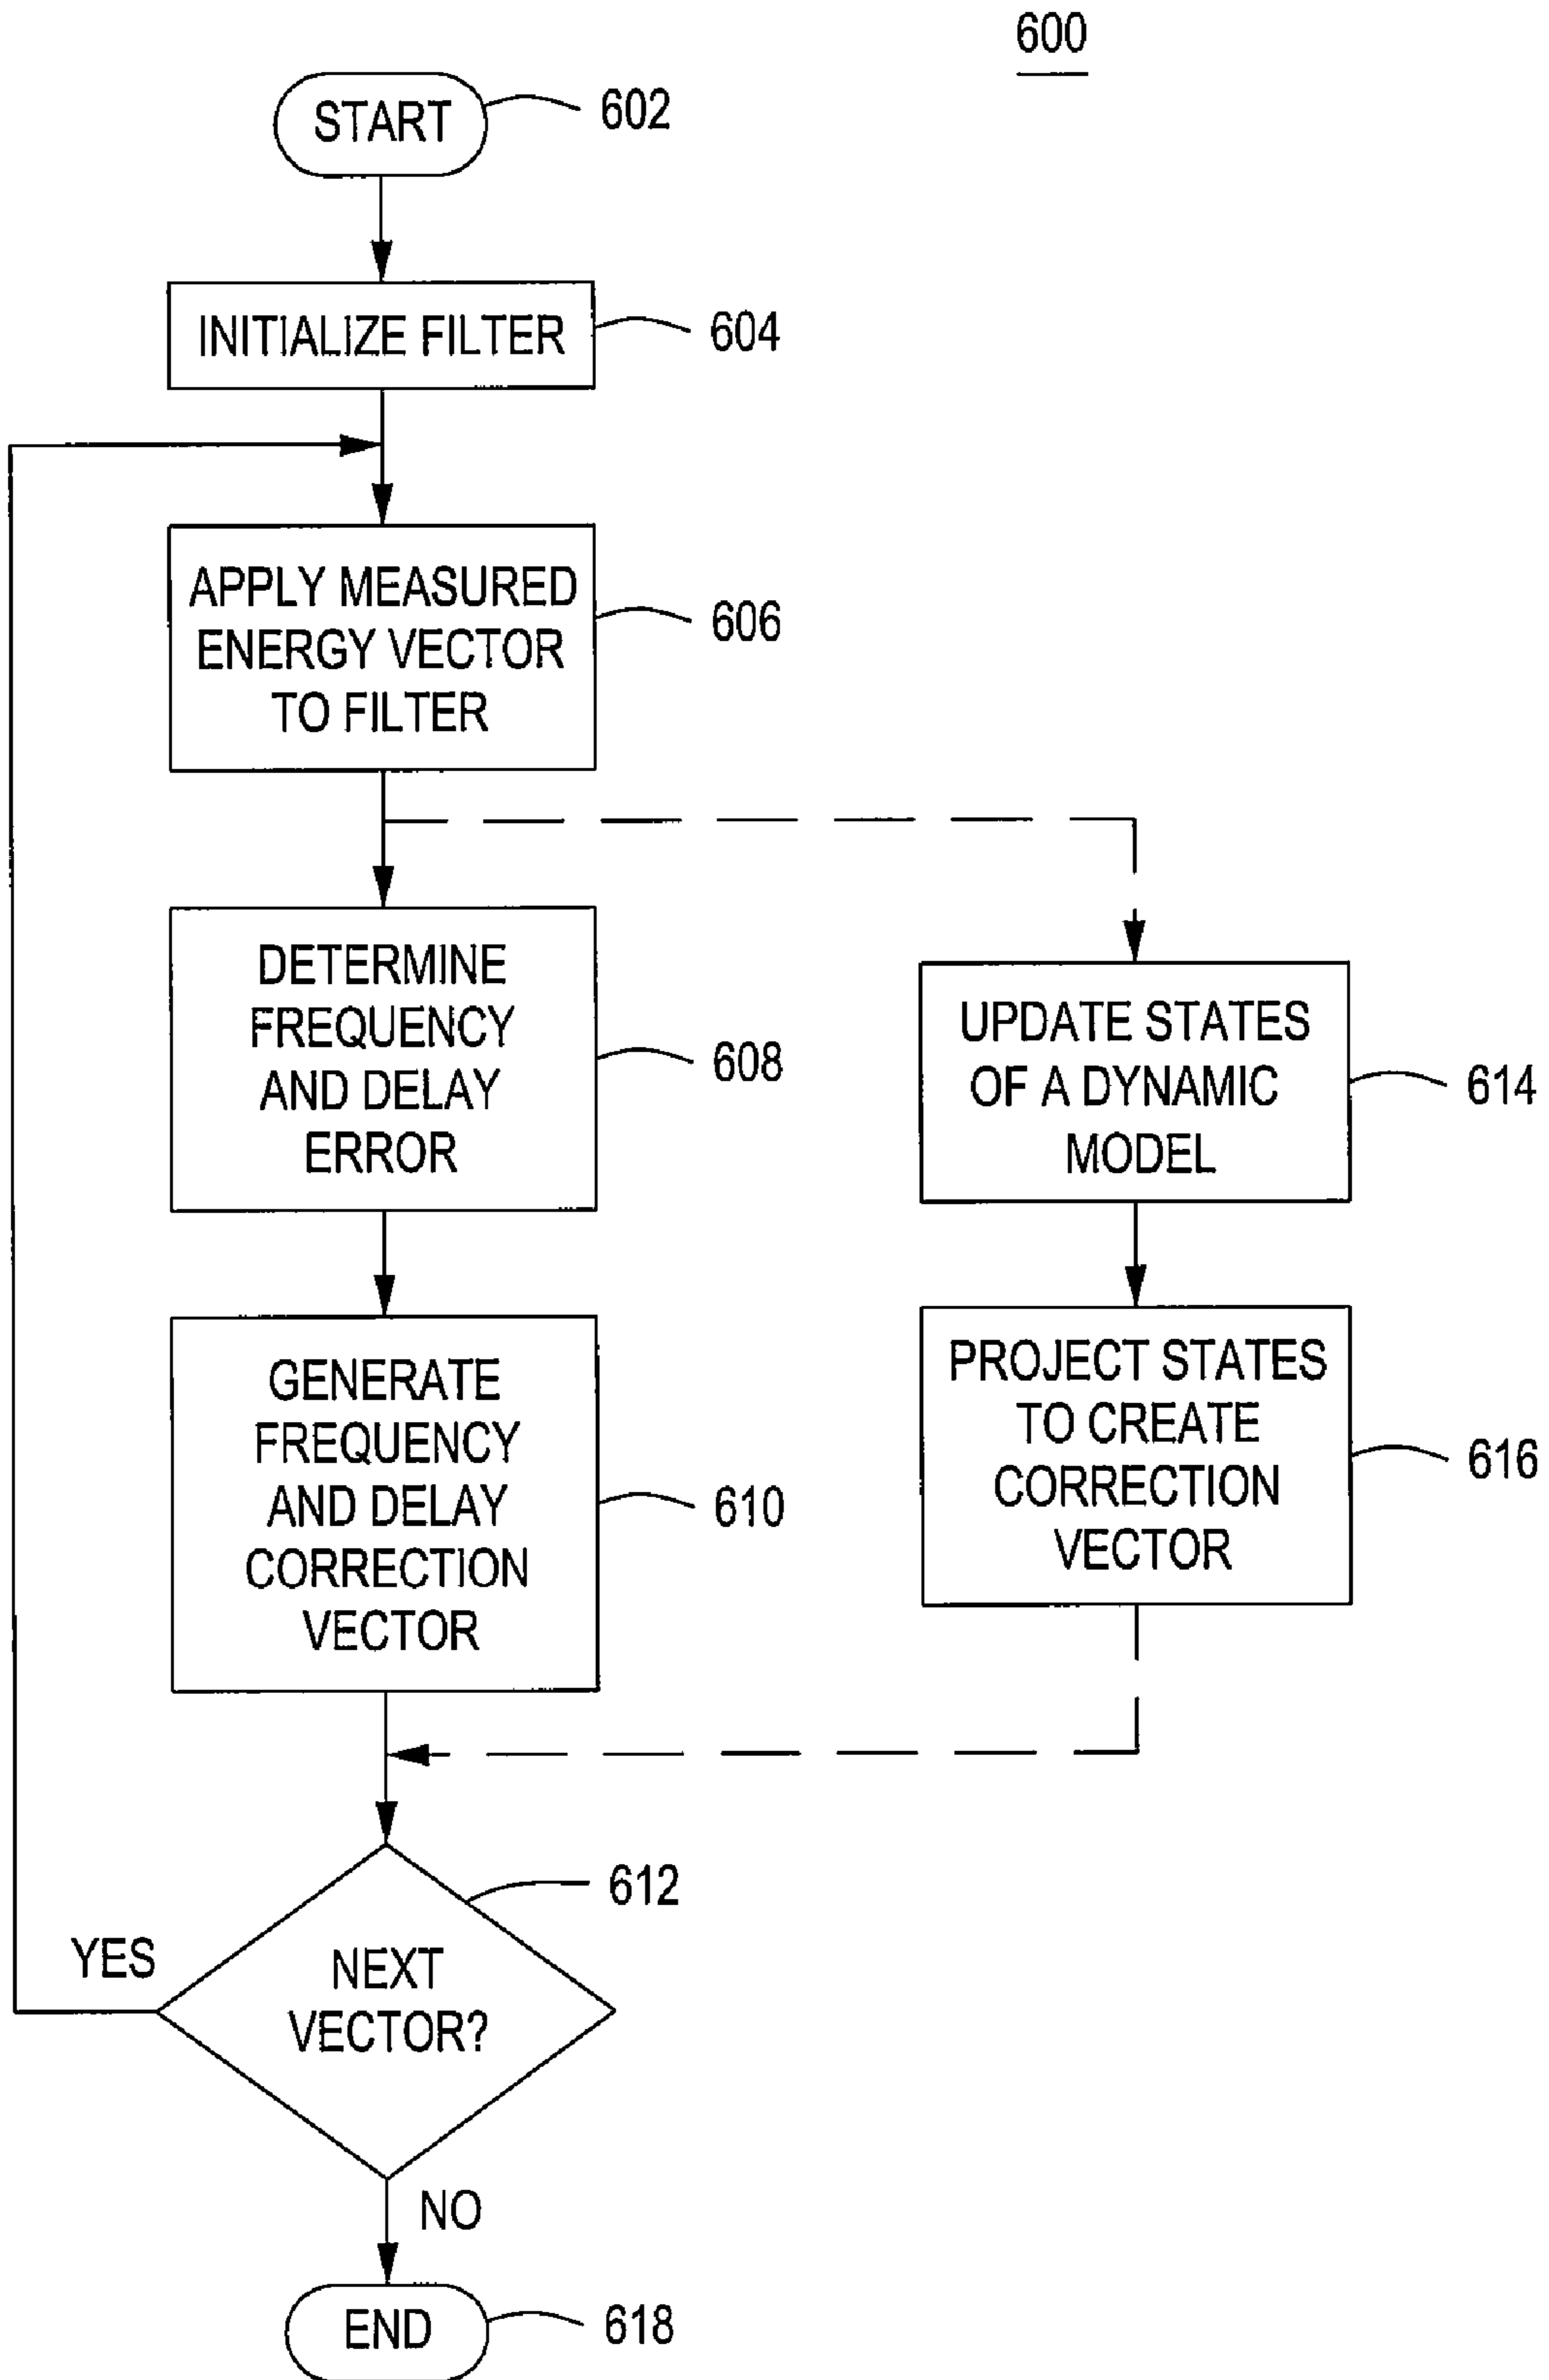 600
START
602
INITIALIZE FILTER
604
APPLY MEASURED
ENERGY VECTOR
TO FILTER
606
DETERMINE
FREQUENCY
AND DELAY
ERROR
608
UPDATE STATES
OF A DYNAMIC
MODEL
614
GENERATE
FREQUENCY
AND DELAY
CORRECTION
VECTOR
610
PROJECT STATES
TO CREATE
CORRECTION
VECTOR
616
NEXT
VECTOR?
612
YES
NO
END
618